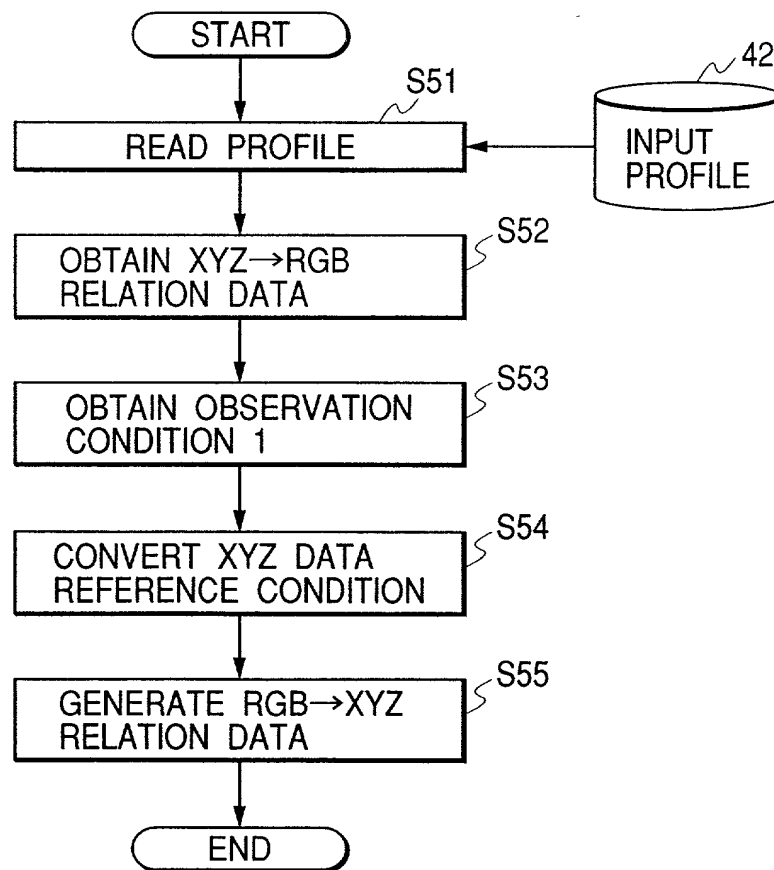 START
S51
42
READ PROFILE
INPUT
PROFILE
S52
OBTAIN XYZ→RGB
RELATION DATA
S53
OBTAIN OBSERVATION
CONDITION 1
S54
CONVERT XYZ DATA
REFERENCE CONDITION
S55
GENERATE RGB→XYZ
RELATION DATA
END